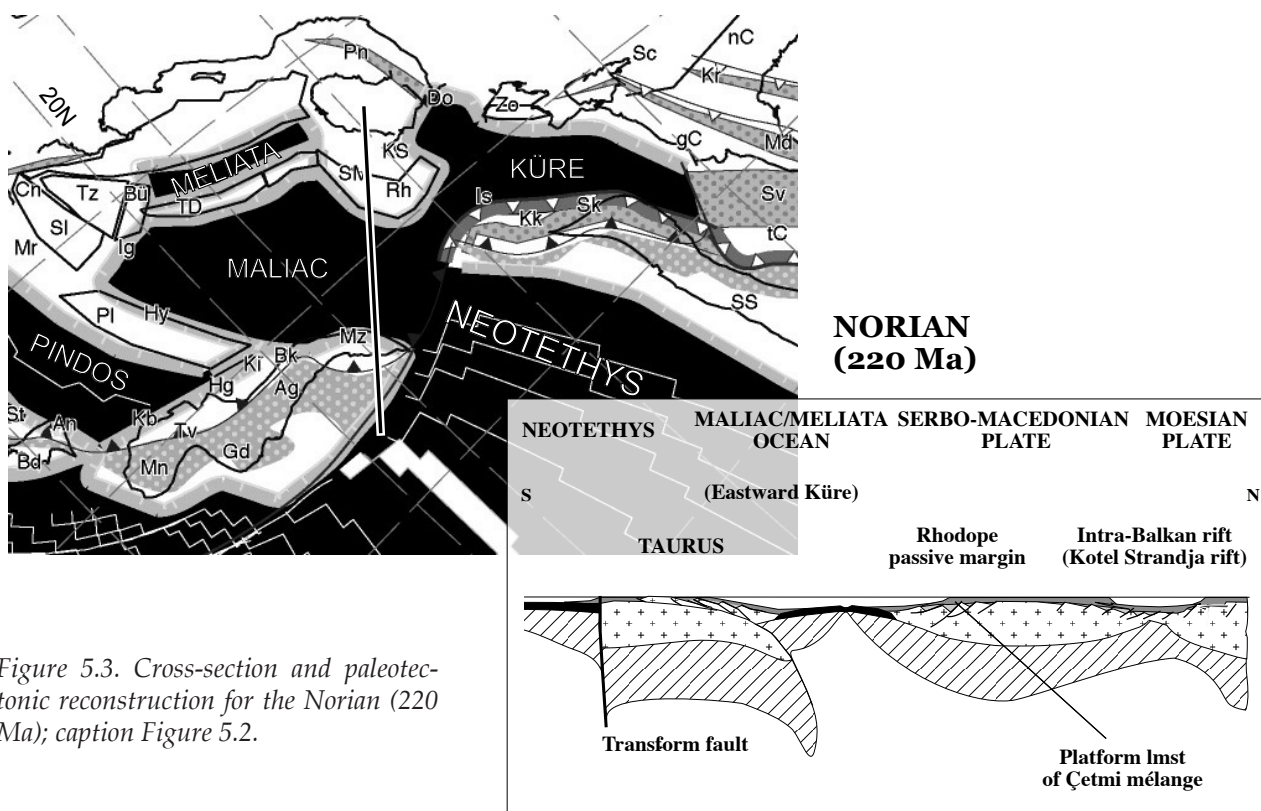 nC
Sc
Pn
Kr
20N
Do
Zo
gC
Md
KS
MELIATA
KÜRE
SM
Cn
Tz
Bü
Rh
Is
Sv
TD
Sk
Sl
Kk
tC
Mr
Ig
MALIAC
SS
Pl
Hy
NEOTETHYS
PINDOS
Mz
Bk
Ki
Hg
Ag
St
An
Kb
Tv
Gd
Bd
Mn
NORIAN
(220 Ma)
NEOTETHYS
MALIAC/MELIATA
OCEAN
SERBO-MACEDONIAN
PLATE
MOESIAN
PLATE
S
(Eastward Küre)
N
TAURUS
Rhodope
passive margin
Intra-Balkan rift
(Kotel Strandja rift)
Transform fault
Platform lmst
of Çetmi mélange
Figure 5.3. Cross-section and paleotec-
tonic reconstruction for the Norian (220
Ma); caption Figure 5.2.